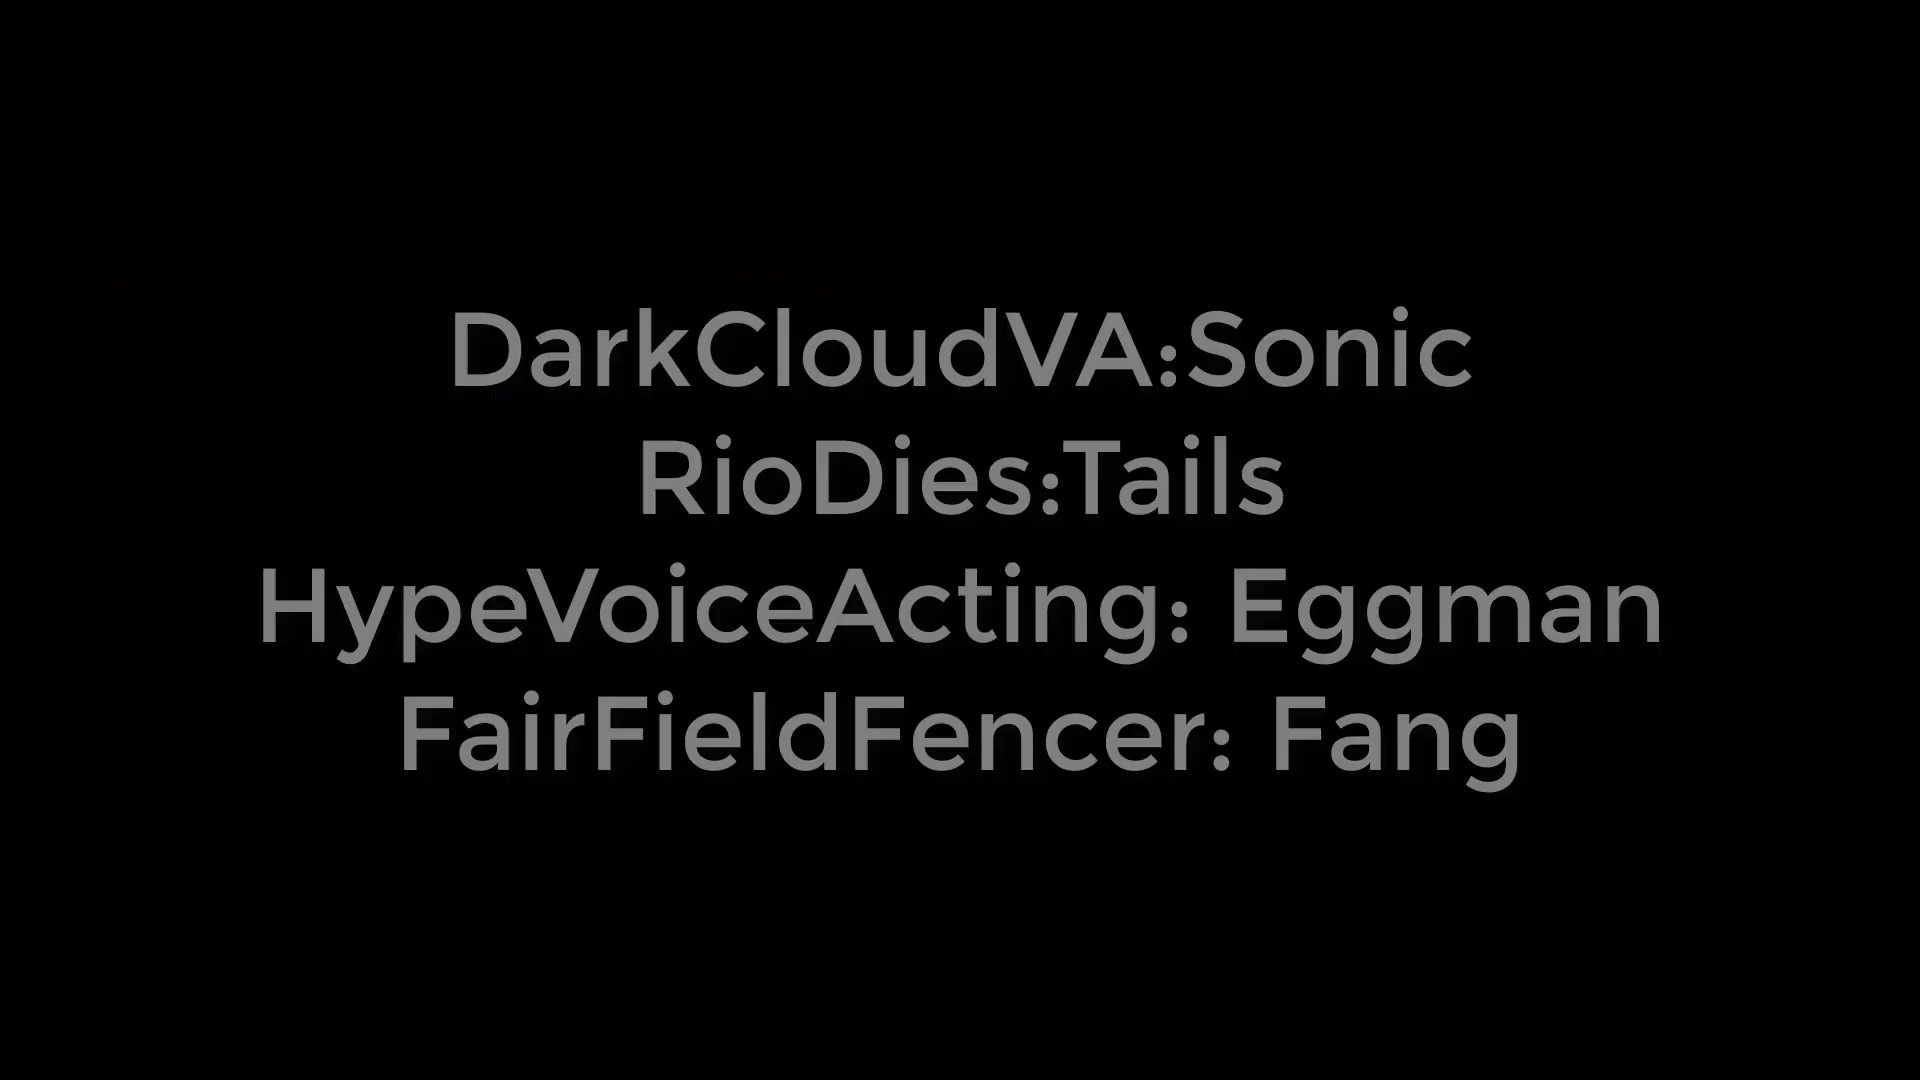 DarkCloudVA:Sonic
RioDies:Tails
HypeVoiceActing: Eggman
FairFieldFencer: Fang